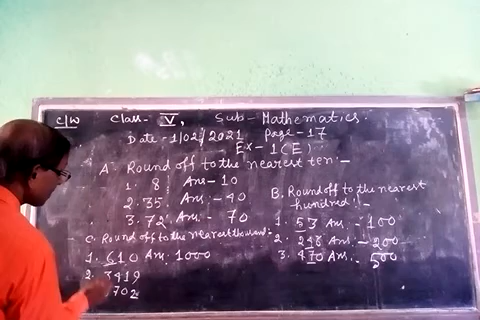 C/W Class - V, Sub - Mathematics.
Date - 1/02/2021 Page - 17
Ex - 1(E)
A. Round off to the nearest ten :-
1. 8 Ans - 10
2. 35. Ans. - 40
3. 72 Ans. - 70
B. Round off to the nearest
hundred :-
1. 53 Ans. - 100
2. 246 Ans. - 200
3. 470 Ans. - 500
C. Round off to the nearest thousand :-
1. 610 Ans. 1000
2. 3419
702